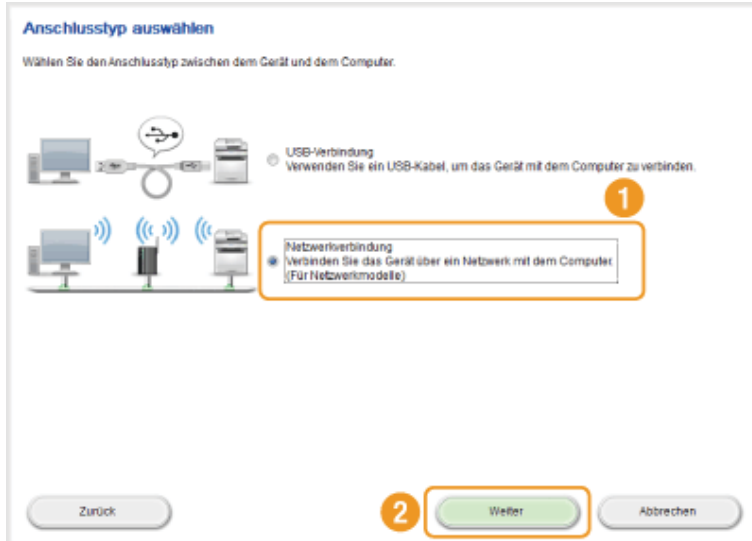 Anschlusstyp auswählen
Wählen Sie den Anschlusstyp zwischen dem Gerät und dem Computer.
USB-Verbindung
Verwenden Sie ein USB-Kabel, um das Gerät mit dem Computer zu verbinden.
1
Netzwerkverbindung
Verbinden Sie das Gerät über ein Netzwerk mit dem Computer.
(Für Netzwerkmodelle)
Zurück
2
Weiter
Abbrechen